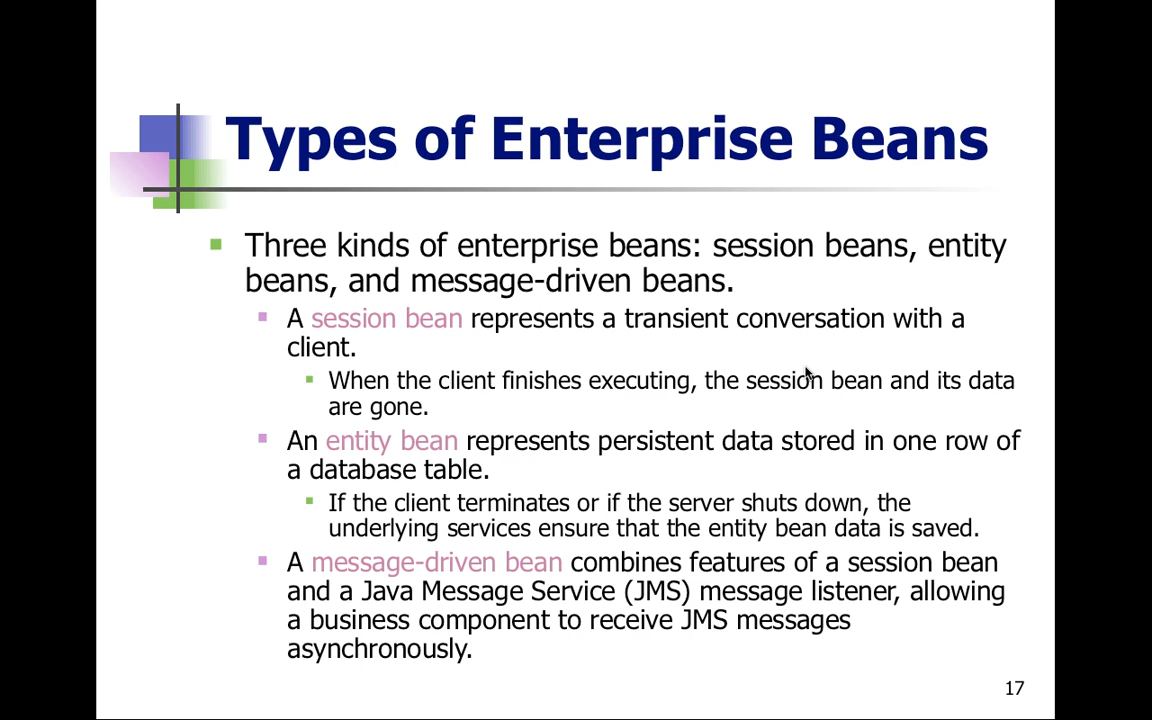 Types of Enterprise Beans
Three kinds of enterprise beans: session beans, entity
beans, and message-driven beans.
A session bean represents a transient conversation with a
client.
When the client finishes executing, the session bean and its data
are gone.
An entity bean represents persistent data stored in one row of
a database table.
If the client terminates or if the server shuts down, the
underlying services ensure that the entity bean data is saved.
A message-driven bean combines features of a session bean
and a Java Message Service (JMS) message listener, allowing
a business component to receive JMS messages
asynchronously.
17